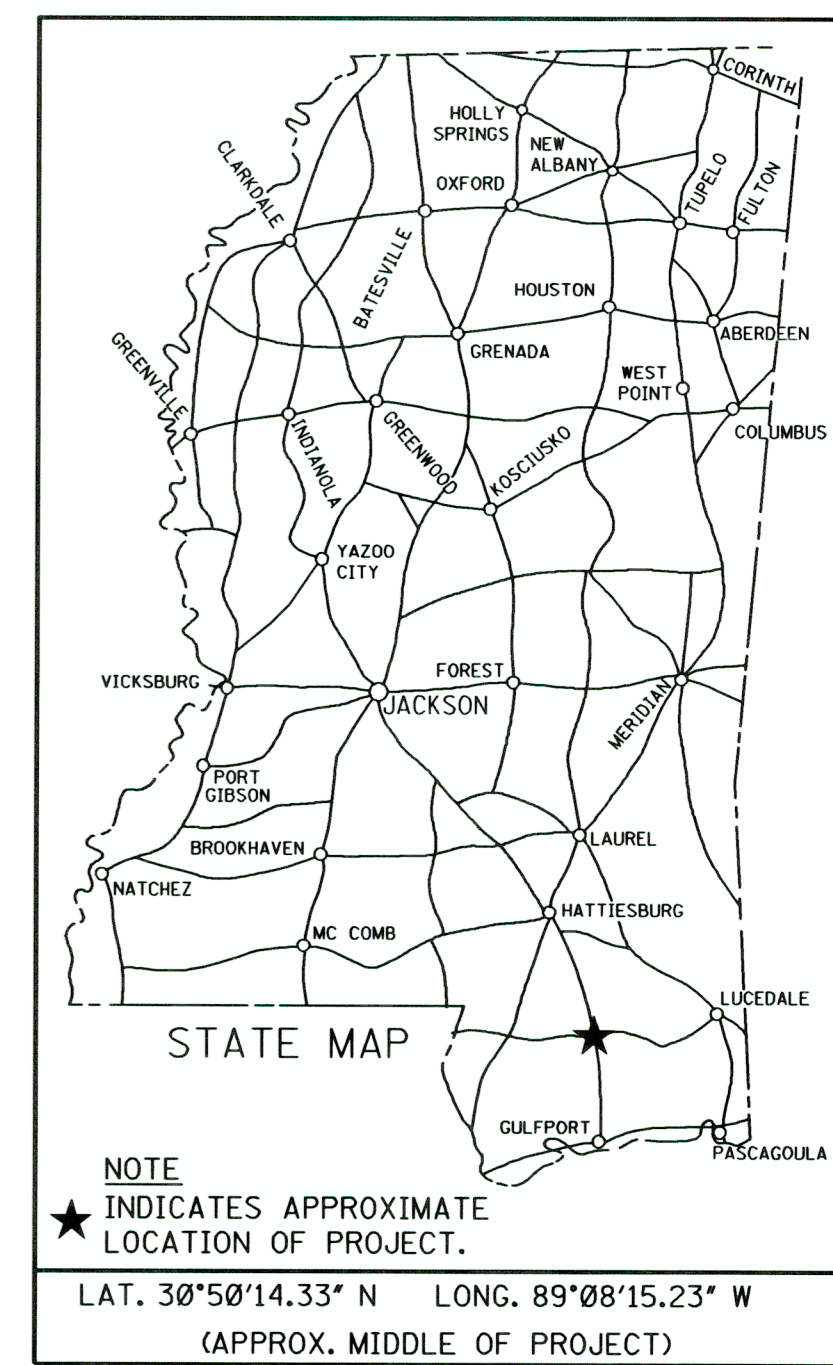 CORINTH
HOLLY
SPRINGS
NEW
ALBANY
CLARKDALE
OXFORD
TUPELO
FULTON
BATESVILLE
HOUSTON
GREENVILLE
GRENADA
ABERDEEN
WEST
POINT
INDIANOLA
GREENWOOD
KOSCIUSKO
COLUMBUS
YAZOO
CITY
VICKSBURG
FOREST
JACKSON
MERIDIAN
PORT
GIBSON
BROOKHAVEN
LAUREL
NATCHEZ
HATTIESBURG
MC COMB
LUCEDALE
STATE MAP
GULFPORT
PASCAGOULA
NOTE
INDICATES APPROXIMATE
LOCATION OF PROJECT.
LAT. 30°50'14.33" N LONG. 89°08'15.23" W
(APPROX. MIDDLE OF PROJECT)